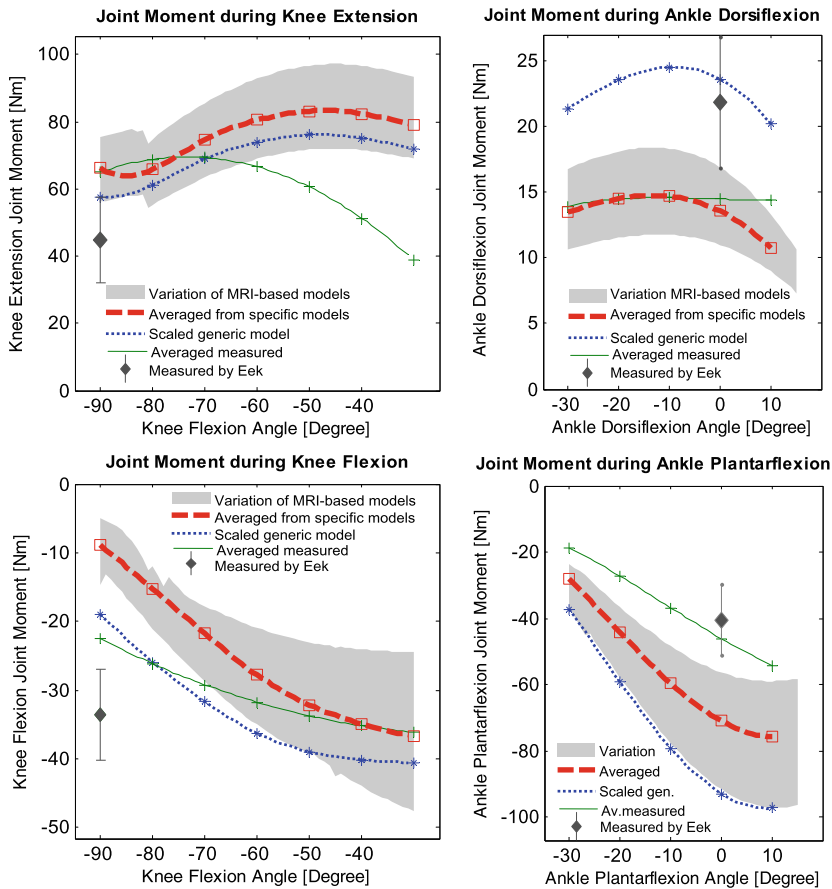 Joint Moment during Knee Extension
Knee Extension Joint Moment [Nm]
100
80
60
40
20
0
Variation of MRI-based models
Averaged from specific models
Scaled generic model
Averaged measured
Measured by Eek
-90 -80 -70 -60 -50 -40
Knee Flexion Angle [Degree]
Joint Moment during Ankle Dorsiflexion
Ankle Dorsiflexion Joint Moment [Nm]
25
20
15
10
5
0
Variation MRI-based models
Averaged from specific models
Scaled generic model
Averaged measured
Measured by Eek
-30 -20 -10 0 10
Ankle Dorsiflexion Angle [Degree]
Joint Moment during Knee Flexion
Knee Flexion Joint Moment [Nm]
0
-10
-20
-30
-40
-50
Variation of MRI-based models
Averaged from specific models
Scaled generic model
Averaged measured
Measured by Eek
-90 -80 -70 -60 -50 -40
Knee Flexion Angle [Degree]
Joint Moment during Ankle Plantarflexion
Ankle Plantarflexion Joint Moment [Nm]
0
-20
-40
-60
-80
-100
Variation
Averaged
Scaled gen.
Av.measured
Measured by Eek
-30 -20 -10 0 10
Ankle Plantarflexion Angle [Degree]